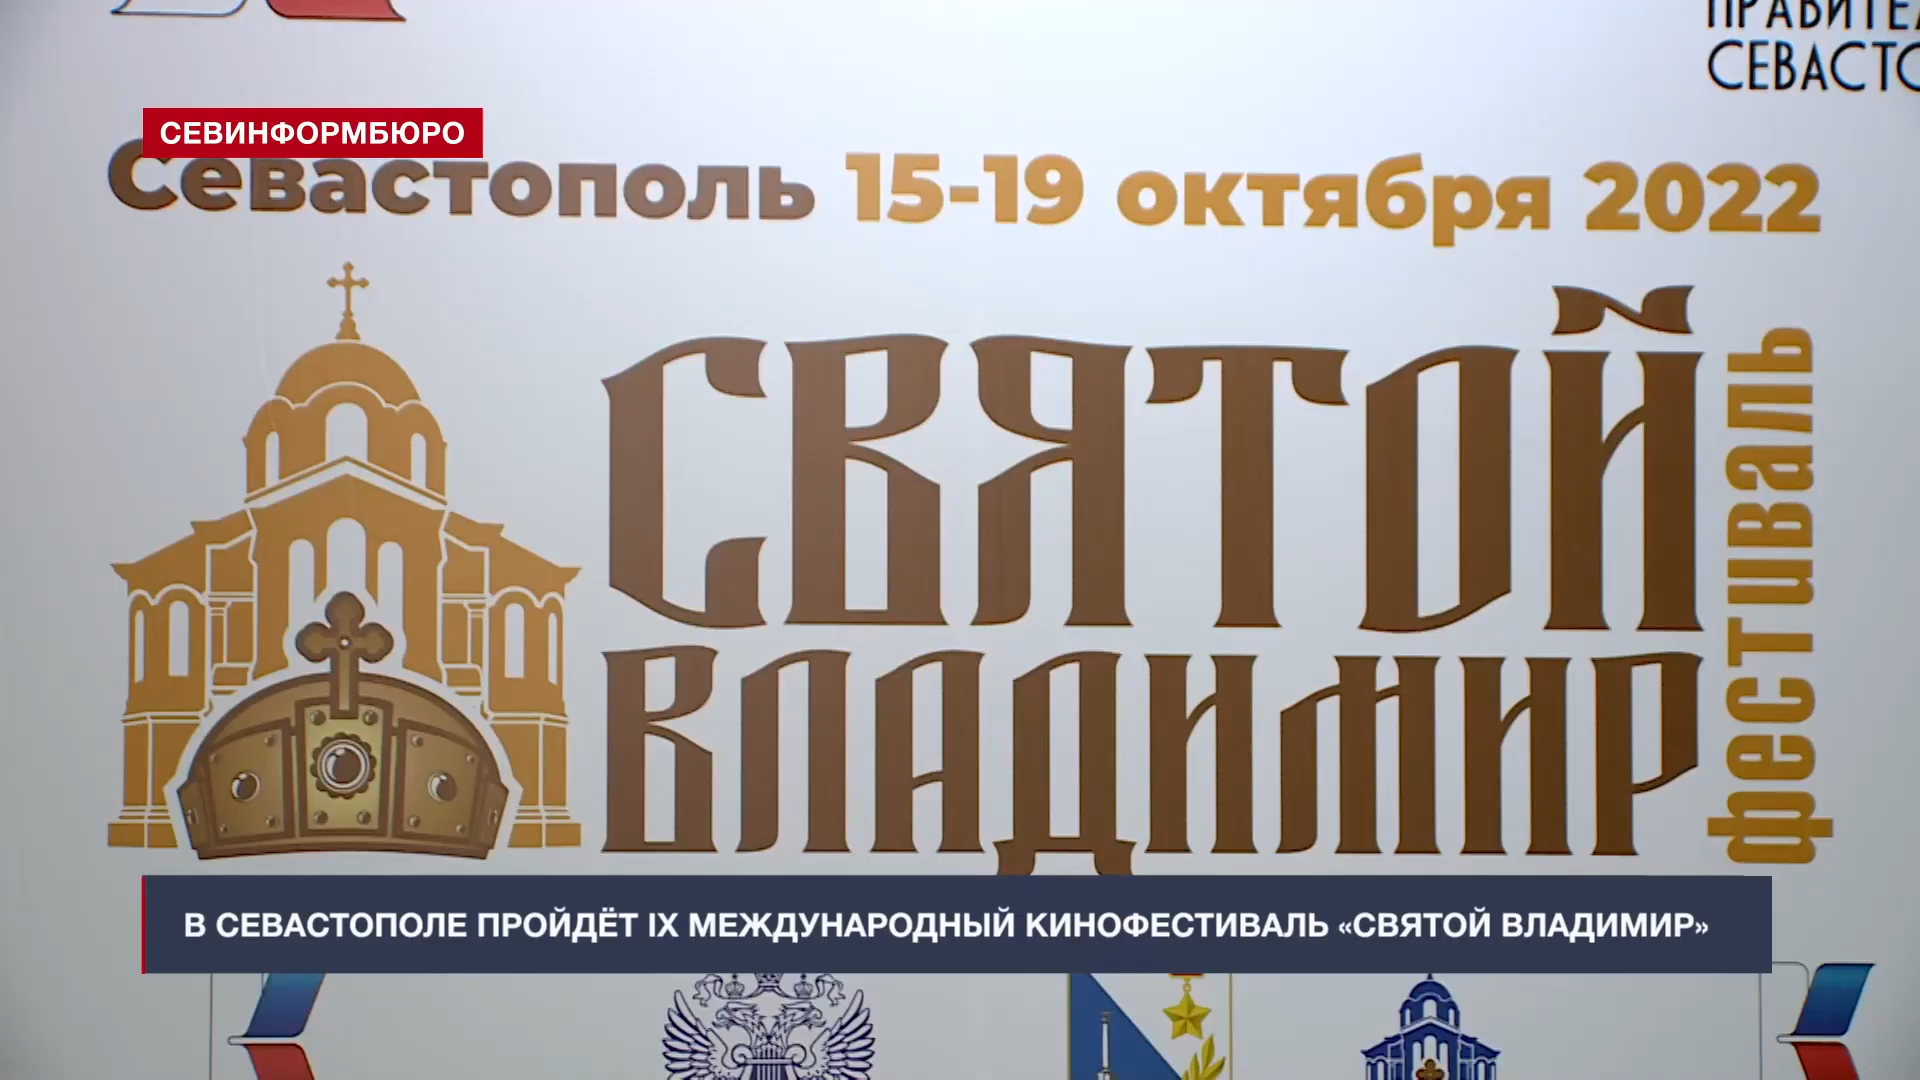 ПРАВИТЕ
СЕВАСТО
СЕВИНФОРМБЮРО
Севастополь 15-19 октября 2022
СВЯТОЙ
ВЛАДИМИР
фестиваль
В СЕВАСТОПОЛЕ ПРОЙДЁТ IX МЕЖДУНАРОДНЫЙ КИНОФЕСТИВАЛЬ «СВЯТОЙ ВЛАДИМИР»